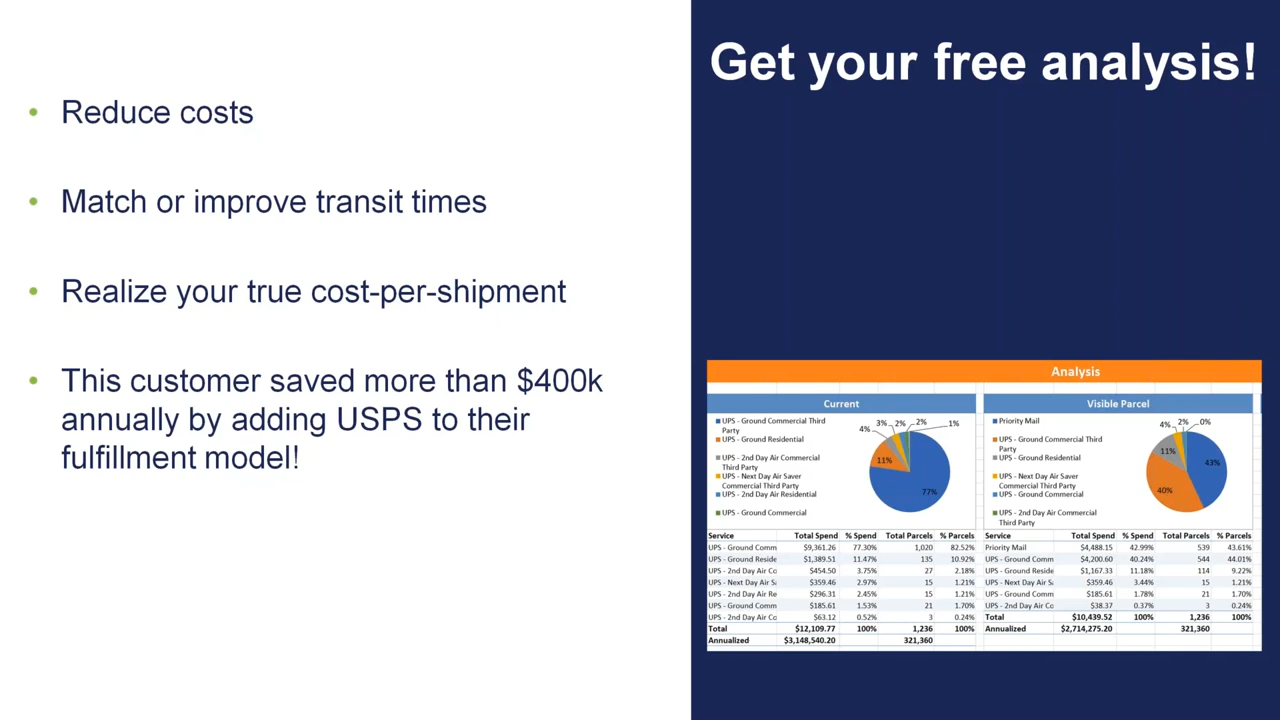 • Reduce costs
• Match or improve transit times
• Realize your true cost-per-shipment
• This customer saved more than $400k
annually by adding USPS to their
fulfillment model!
Get your free analysis!
Analysis
Current
UPS - Ground Commercial Third
Party
UPS - Ground Residential
UPS - 2nd Day Air Commercial
Third Party
UPS - Next Day Air Saver
Commercial Third Party
UPS - 2nd Day Air Residential
UPS - Ground Commercial
4% 3% 2% 2% 1%
11%
77%
Service Total Spend % Spend Total Parcels % Parcels
UPS - Ground Comm $9,361.26 77.30% 1,020 82.52%
UPS - Ground Reside $1,389.51 11.47% 135 10.92%
UPS - 2nd Day Air Co $454.50 3.75% 27 2.18%
UPS - Next Day Air S $359.46 2.97% 15 1.21%
UPS - 2nd Day Air Re $296.31 2.45% 15 1.21%
UPS - Ground Comm $185.61 1.53% 21 1.70%
UPS - 2nd Day Air Co $63.12 0.52% 3 0.24%
Total $12,109.77 100% 1,236 100%
Annualized $3,148,540.20 321,360
Visible Parcel
Priority Mail
UPS - Ground Commercial Third
Party
UPS - Ground Residential
UPS - Next Day Air Saver
Commercial Third Party
UPS - Ground Commercial
UPS - 2nd Day Air Commercial
Third Party
4% 2% 0%
11%
43%
40%
Service Total Spend % Spend Total Parcels % Parcels
Priority Mail $4,488.15 42.99% 539 43.61%
UPS - Ground Comm $4,200.60 40.24% 544 44.01%
UPS - Ground Reside $1,167.33 11.18% 114 9.22%
UPS - Next Day Air Sa $359.46 3.44% 15 1.21%
UPS - Ground Comm $185.61 1.78% 21 1.70%
UPS - 2nd Day Air Co $38.37 0.37% 3 0.24%
Total $10,439.52 100% 1,236 100%
Annualized $2,714,275.20 321,360